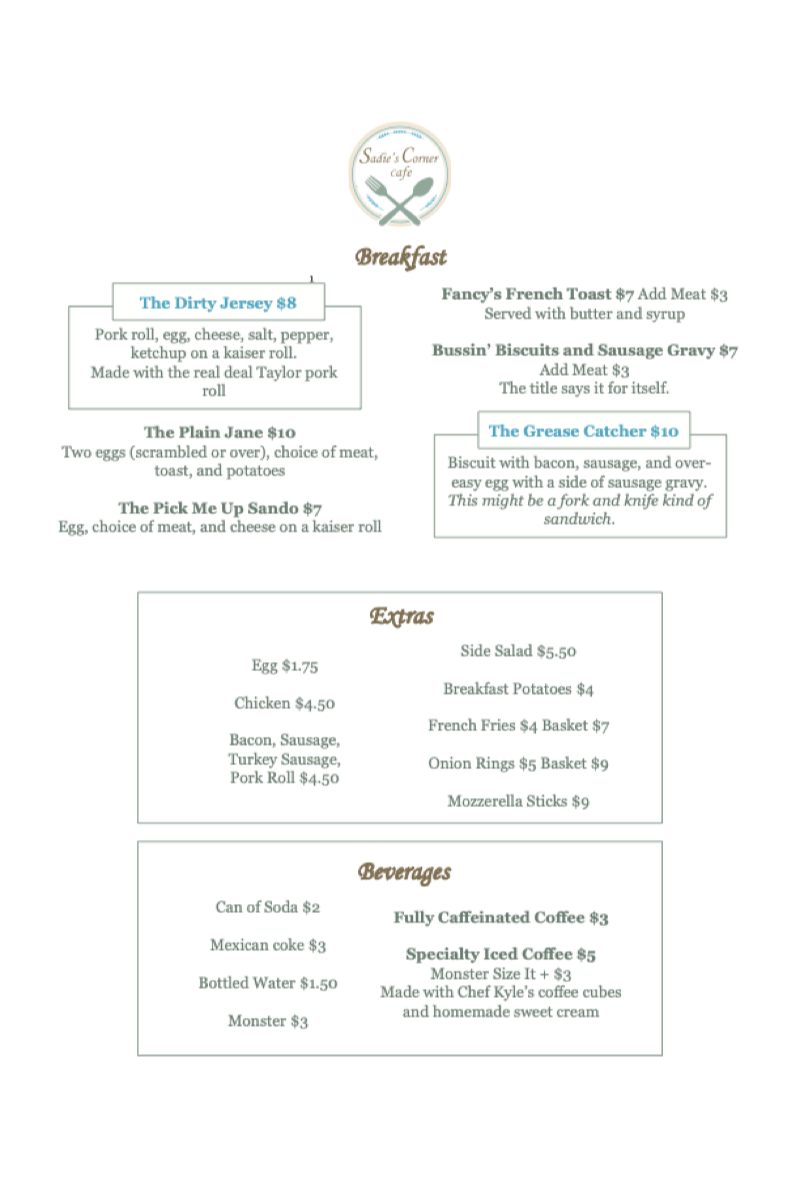 Sadie's Corner
cafe
Breakfast
1
The Dirty Jersey $8
Pork roll, egg, cheese, salt, pepper,
ketchup on a kaiser roll.
Made with the real deal Taylor pork
roll
The Plain Jane $10
Two eggs (scrambled or over), choice of meat,
toast, and potatoes
The Pick Me Up Sando $7
Egg, choice of meat, and cheese on a kaiser roll
Fancy's French Toast $7 Add Meat $3
Served with butter and syrup
Bussin' Biscuits and Sausage Gravy $7
Add Meat $3
The title says it for itself.
The Grease Catcher $10
Biscuit with bacon, sausage, and over-
easy egg with a side of sausage gravy.
This might be a fork and knife kind of
sandwich.
Extras
Egg $1.75
Chicken $4.50
Bacon, Sausage,
Turkey Sausage,
Pork Roll $4.50
Side Salad $5.50
Breakfast Potatoes $4
French Fries $4 Basket $7
Onion Rings $5 Basket $9
Mozzerella Sticks $9
Beverages
Can of Soda $2
Mexican coke $3
Bottled Water $1.50
Monster $3
Fully Caffeinated Coffee $3
Specialty Iced Coffee $5
Monster Size It + $3
Made with Chef Kyle's coffee cubes
and homemade sweet cream